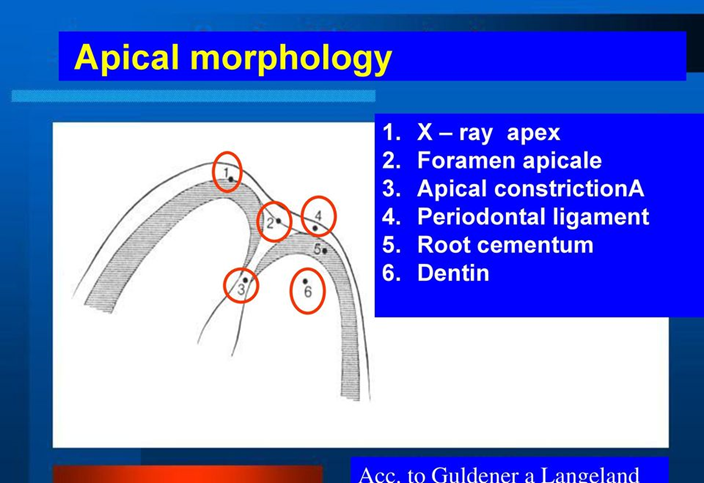 Apical morphology
1. X – ray apex
2. Foramen apicale
3. Apical constrictionA
4. Periodontal ligament
5. Root cementum
6. Dentin
1
2
4
5
3
6
Acc. to Guldener a Langeland